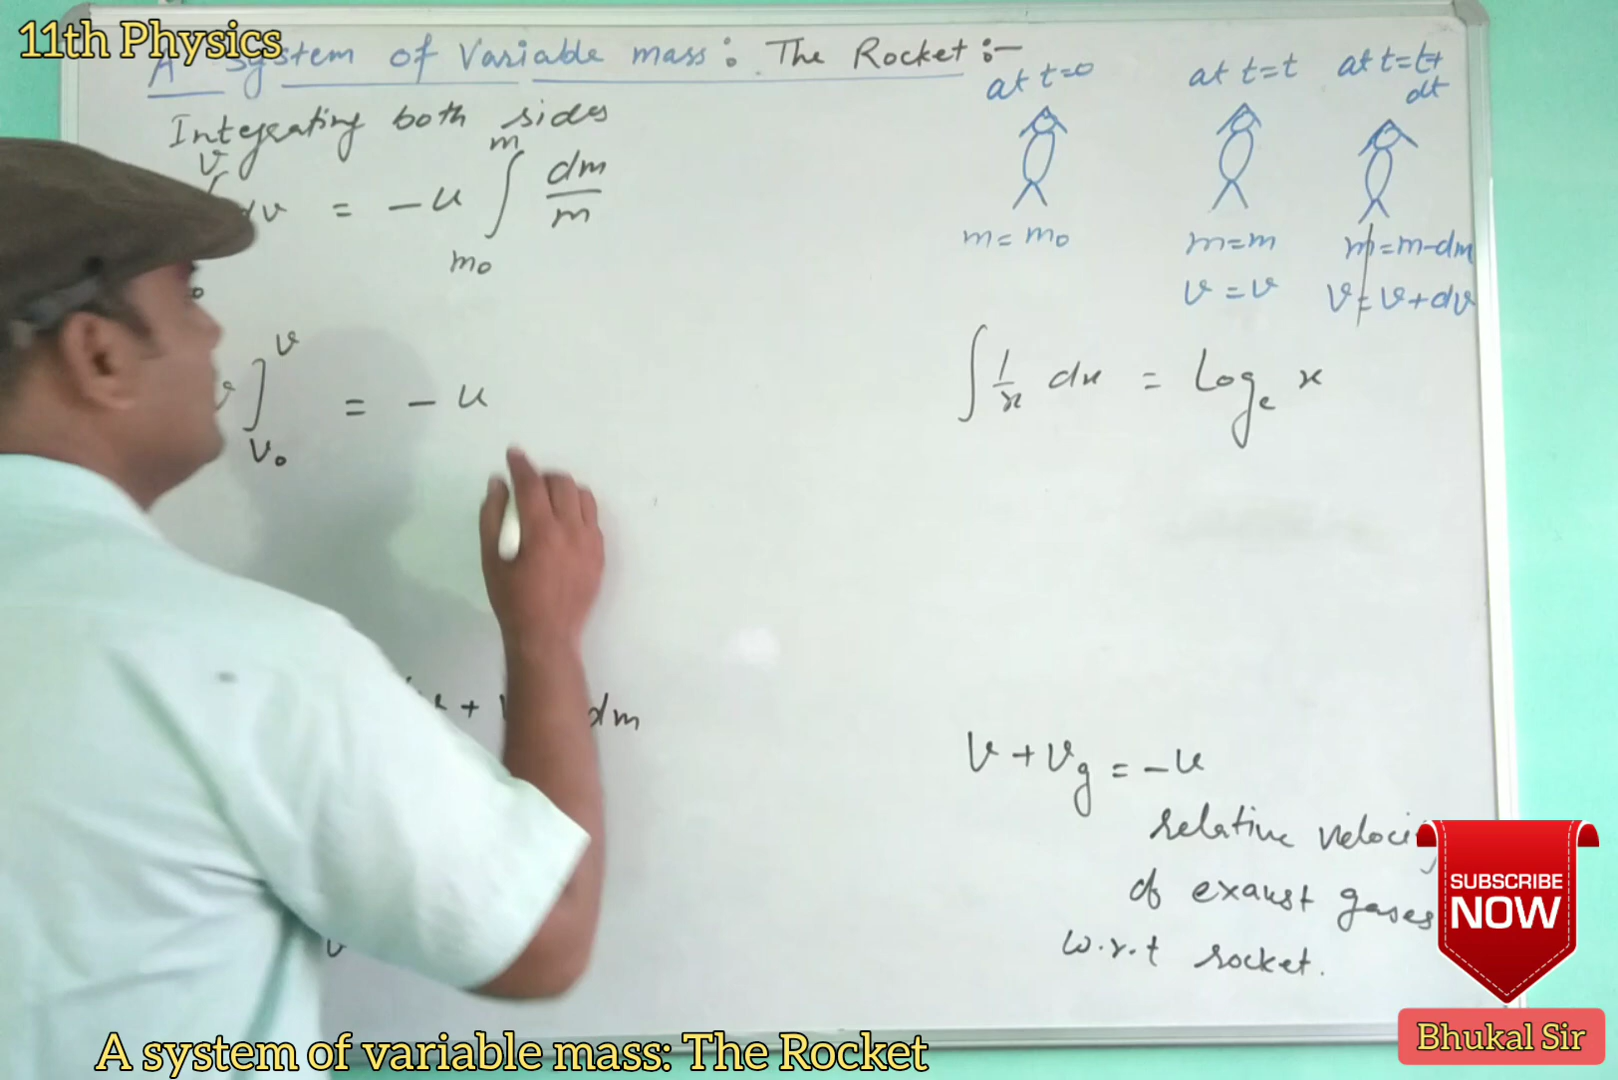 11th Physics
A System of Variable mass: The Rocket :-
at t=0 at t=t at t=t+dt
Integrating both sides
v dv = -u ∫ m m₀ dm/m
m = m₀ m=m m=m-dm
v=v v=v+dv
v]ᵛ V₀ = - u
∫ 1/x dx = Logₑ x
+ dm
V + Vg = -u
relative
of exaust gases
w.r.t rocket.
v
SUBSCRIBE
NOW
Bhukal Sir
A system of variable mass: The Rocket